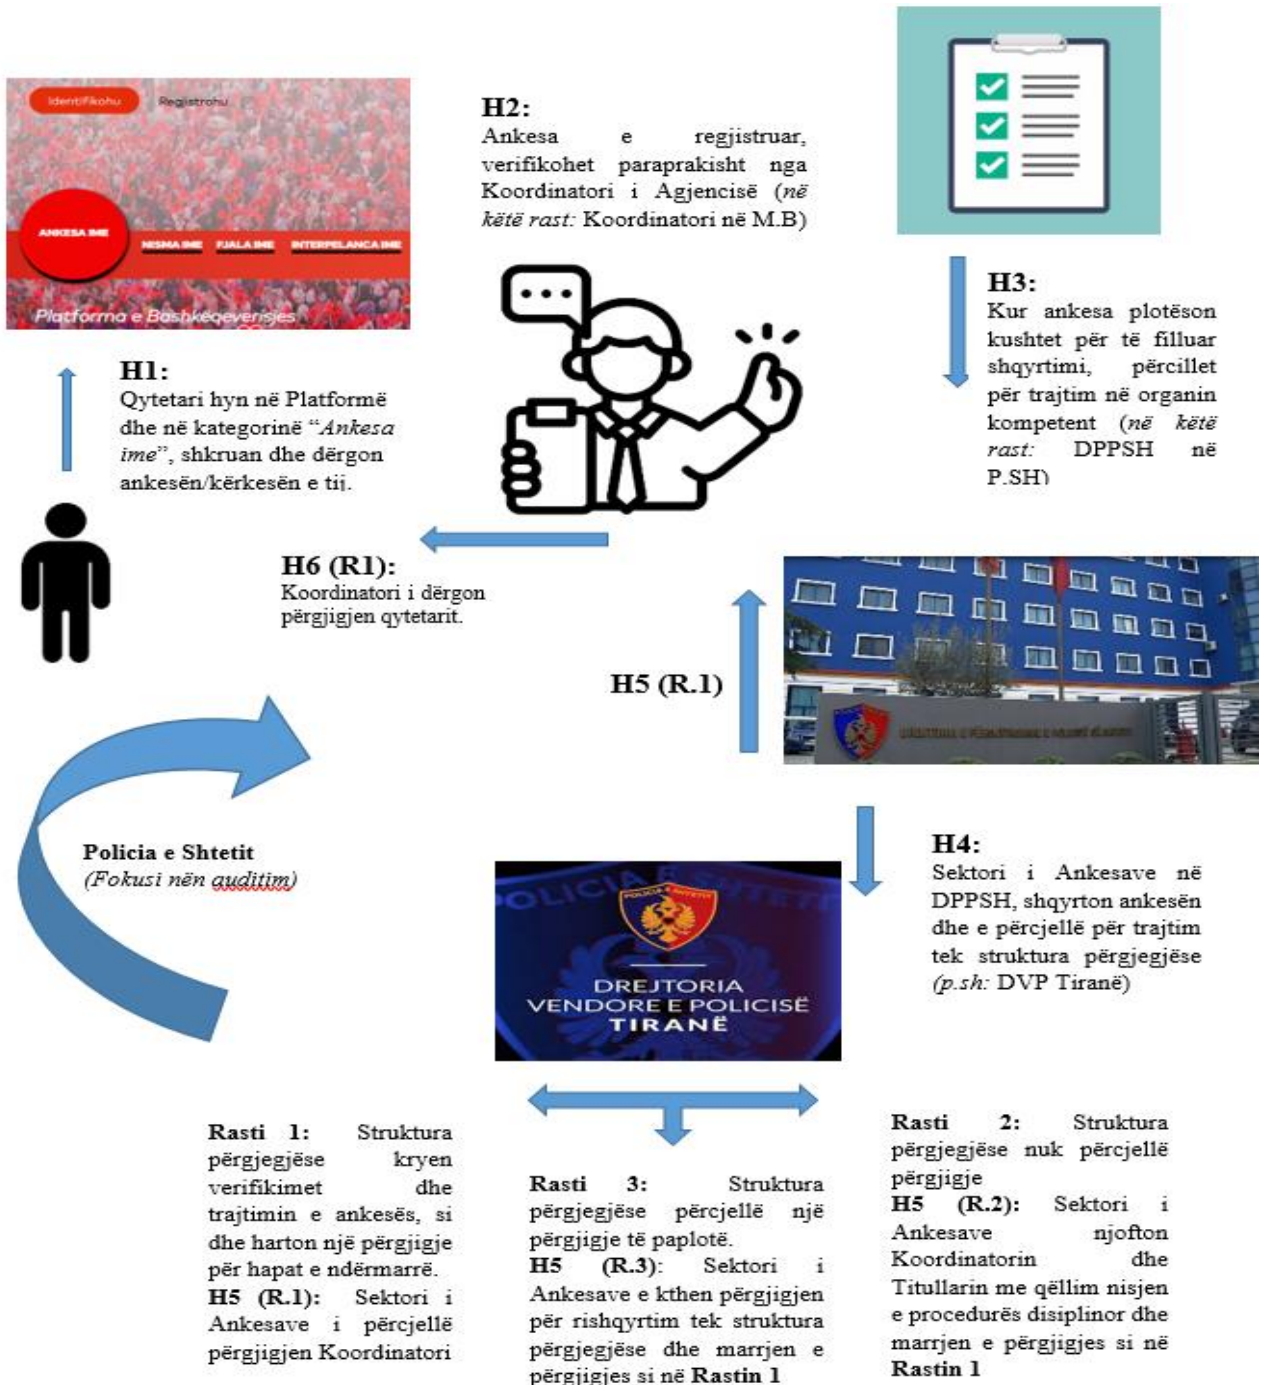 Identifikohu
Regjistrohu
ANKESA IME
NISMA IME
FJALA IME
INTERPELANCA IME
Platforma e Bashkëqeverisjes
H1:
Qytetari hyn në Platformë
dhe në kategorinë “Ankesa
ime”, shkruan dhe dërgon
ankesën/kërkesën e tij.
H2:
Ankesa e regjistruar,
verifikohet paraprakisht nga
Koordinatori i Agjencisë (në
këtë rast: Koordinatori në M.B)
H3:
Kur ankesa plotëson
kushtet për të filluar
shqyrtimi, përcillet
për trajtim në organin
kompetent (në këtë
rast: DPPSH në
P.SH)
H6 (R1):
Koordinatori i dërgon
përgjigjen qytetarit.
H5 (R.1)
Policia e Shtetit
(Fokusi nën auditim)
H4:
Sektori i Ankesave në
DPPSH, shqyrton ankesën
dhe e përcjellë për trajtim
tek struktura përgjegjëse
(p.sh: DVP Tiranë)
POLICIA E SHTETIT
POLICIA E SHTETIT
DREJTORIA
VENDORE E POLICISË
TIRANË
Rasti 1: Struktura
përgjegjëse kryen
verifikimet dhe
trajtimin e ankesës, si
dhe harton një përgjigje
për hapat e ndërmarrë.
H5 (R.1): Sektori i
Ankesave i përcjellë
përgjigjen Koordinatori
Rasti 3: Struktura
përgjegjëse përcjellë një
përgjigje të paplotë.
H5 (R.3): Sektori i
Ankesave e kthen përgjigjen
për rishqyrtim tek struktura
përgjegjëse dhe marrjen e
përgjigjes si në Rastin 1
Rasti 2: Struktura
përgjegjëse nuk përcjellë
përgjigje
H5 (R.2): Sektori i
Ankesave njofton
Koordinatorin dhe
Titullarin me qëllim nisjen
e procedurës disiplinor dhe
marrjen e përgjigjes si në
Rastin 1